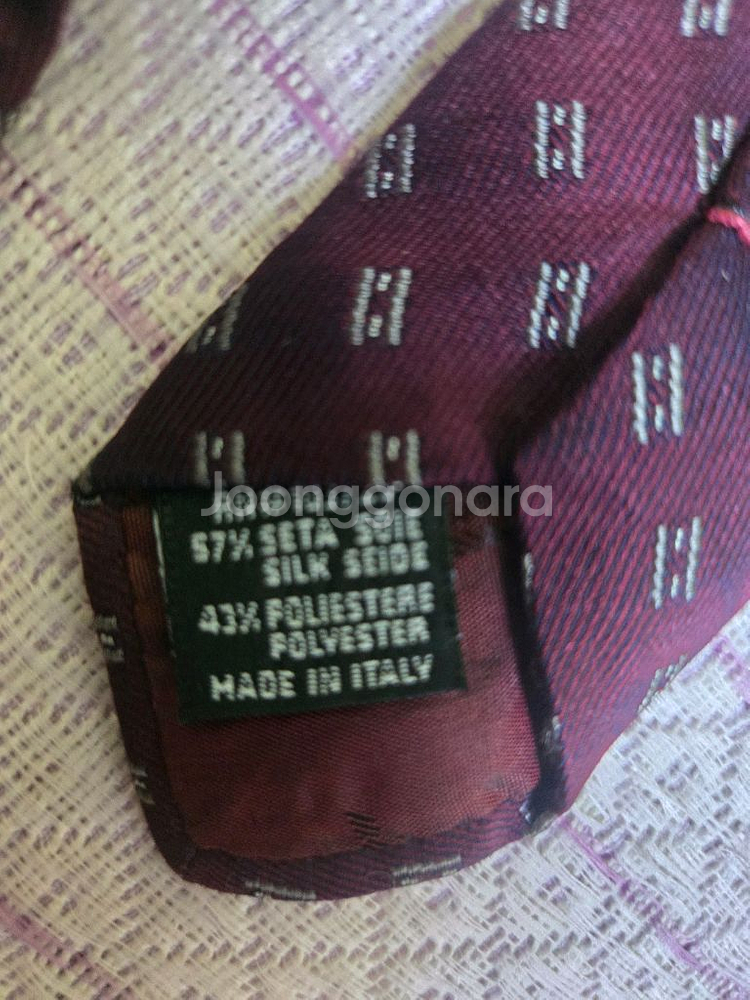 Joonggonara
57% SETA SOIE
SILK SEIDE
43% POLIESTERE
POLYESTER
MADE IN ITALY